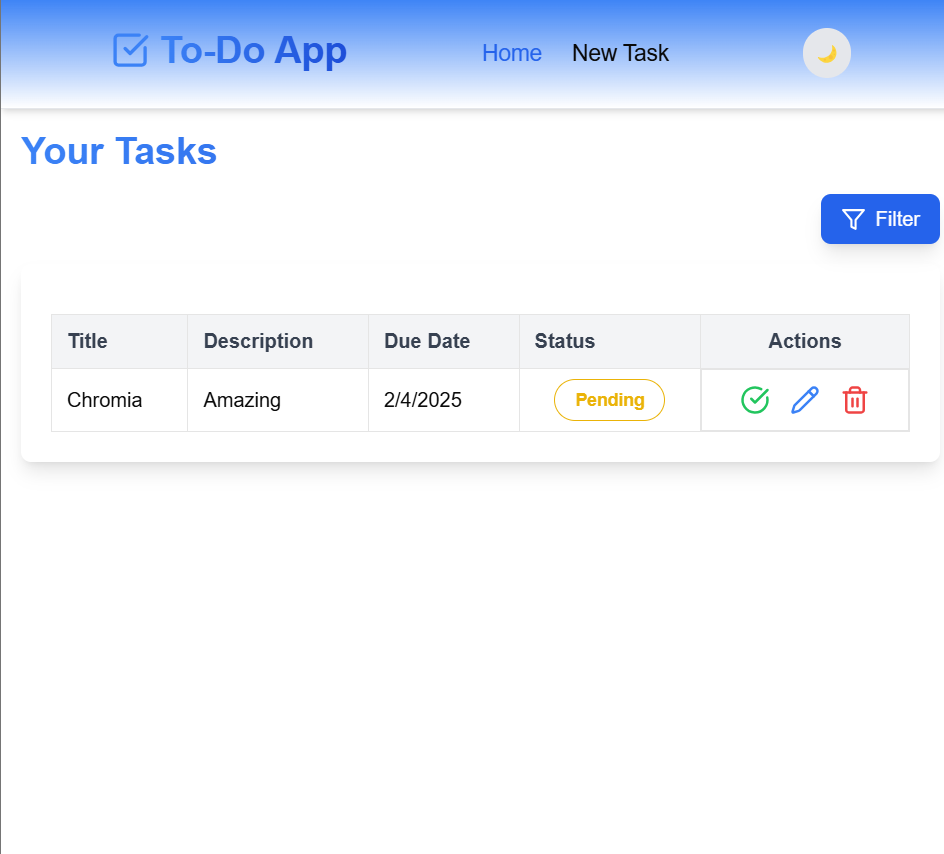 To-Do App Home New Task
Your Tasks
Filter
Title Description Due Date Status Actions
Chromia Amazing 2/4/2025 Pending